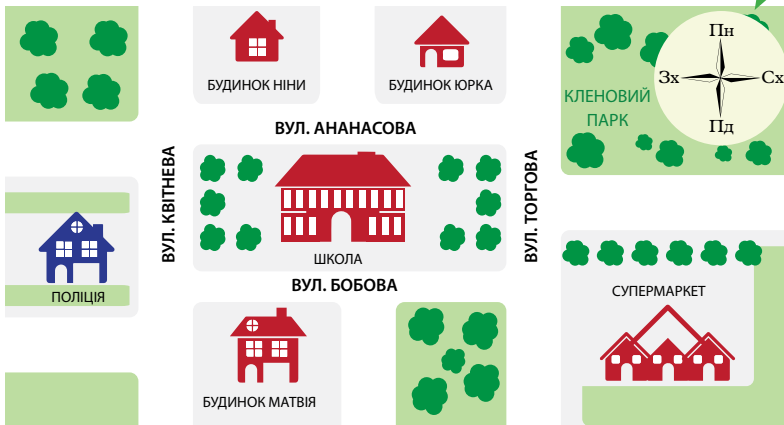 Пн
Зх
Сх
Пд
БУДИНОК НІНИ
БУДИНОК ЮРКА
КЛЕНОВИЙ
ПАРК
ВУЛ. АНАНАСОВА
ВУЛ. КВІТНЕВА
ВУЛ. ТОРГОВА
ШКОЛА
ВУЛ. БОБОВА
ПОЛІЦІЯ
СУПЕРМАРКЕТ
БУДИНОК МАТВІЯ